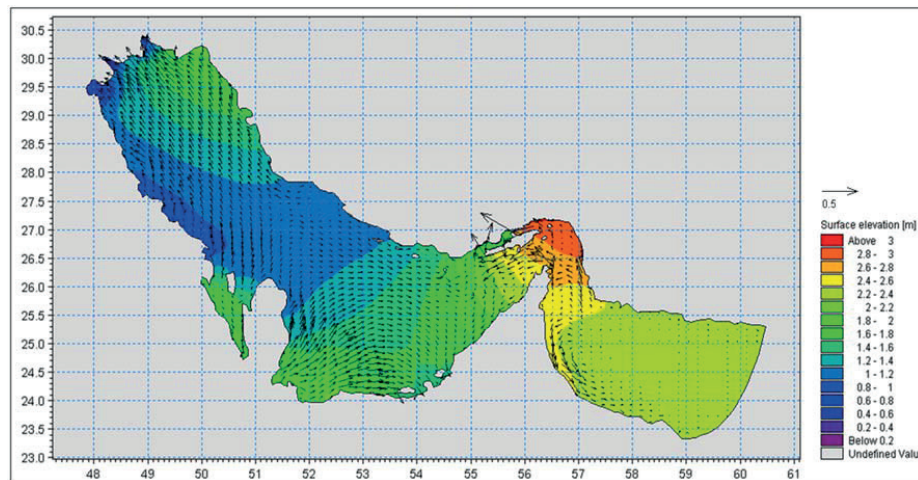 30.5
30.0
29.5
29.0
28.5
28.0
27.5
27.0
26.5
26.0
25.5
25.0
24.5
24.0
23.5
23.0
48 49 50 51 52 53 54 55 56 57 58 59 60 61
0.5
Surface elevation [m]
Above 3
2.8 - 3
2.6 - 2.8
2.4 - 2.6
2.2 - 2.4
2 - 2.2
1.8 - 2
1.6 - 1.8
1.4 - 1.6
1.2 - 1.4
1 - 1.2
0.8 - 1
0.6 - 0.8
0.4 - 0.6
0.2 - 0.4
Below 0.2
Undefined Valu